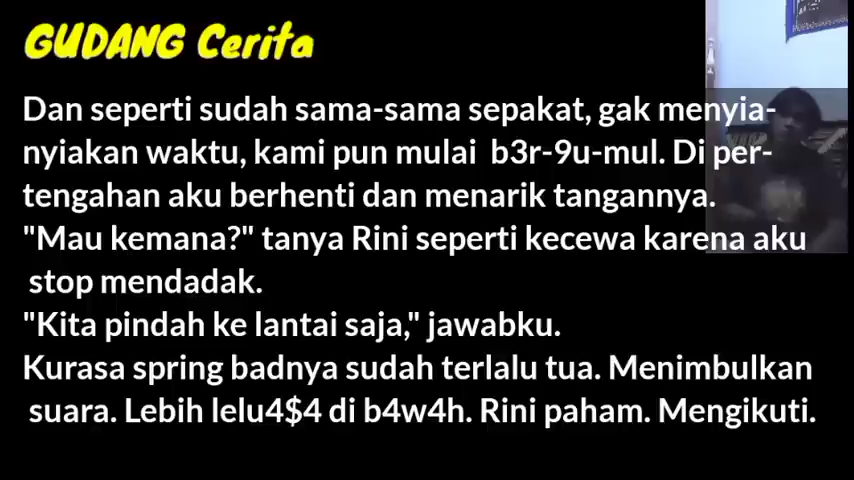 GUDANG Cerita
Dan seperti sudah sama-sama sepakat, gak menyia-
nyiakan waktu, kami pun mulai b3r-9u-mul. Di per-
tengahan aku berhenti dan menarik tangannya.
"Mau kemana?" tanya Rini seperti kecewa karena aku
stop mendadak.
"Kita pindah ke lantai saja," jawabku.
Kurasa spring badnya sudah terlalu tua. Menimbulkan
suara. Lebih lelu4$4 di b4w4h. Rini paham. Mengikuti.